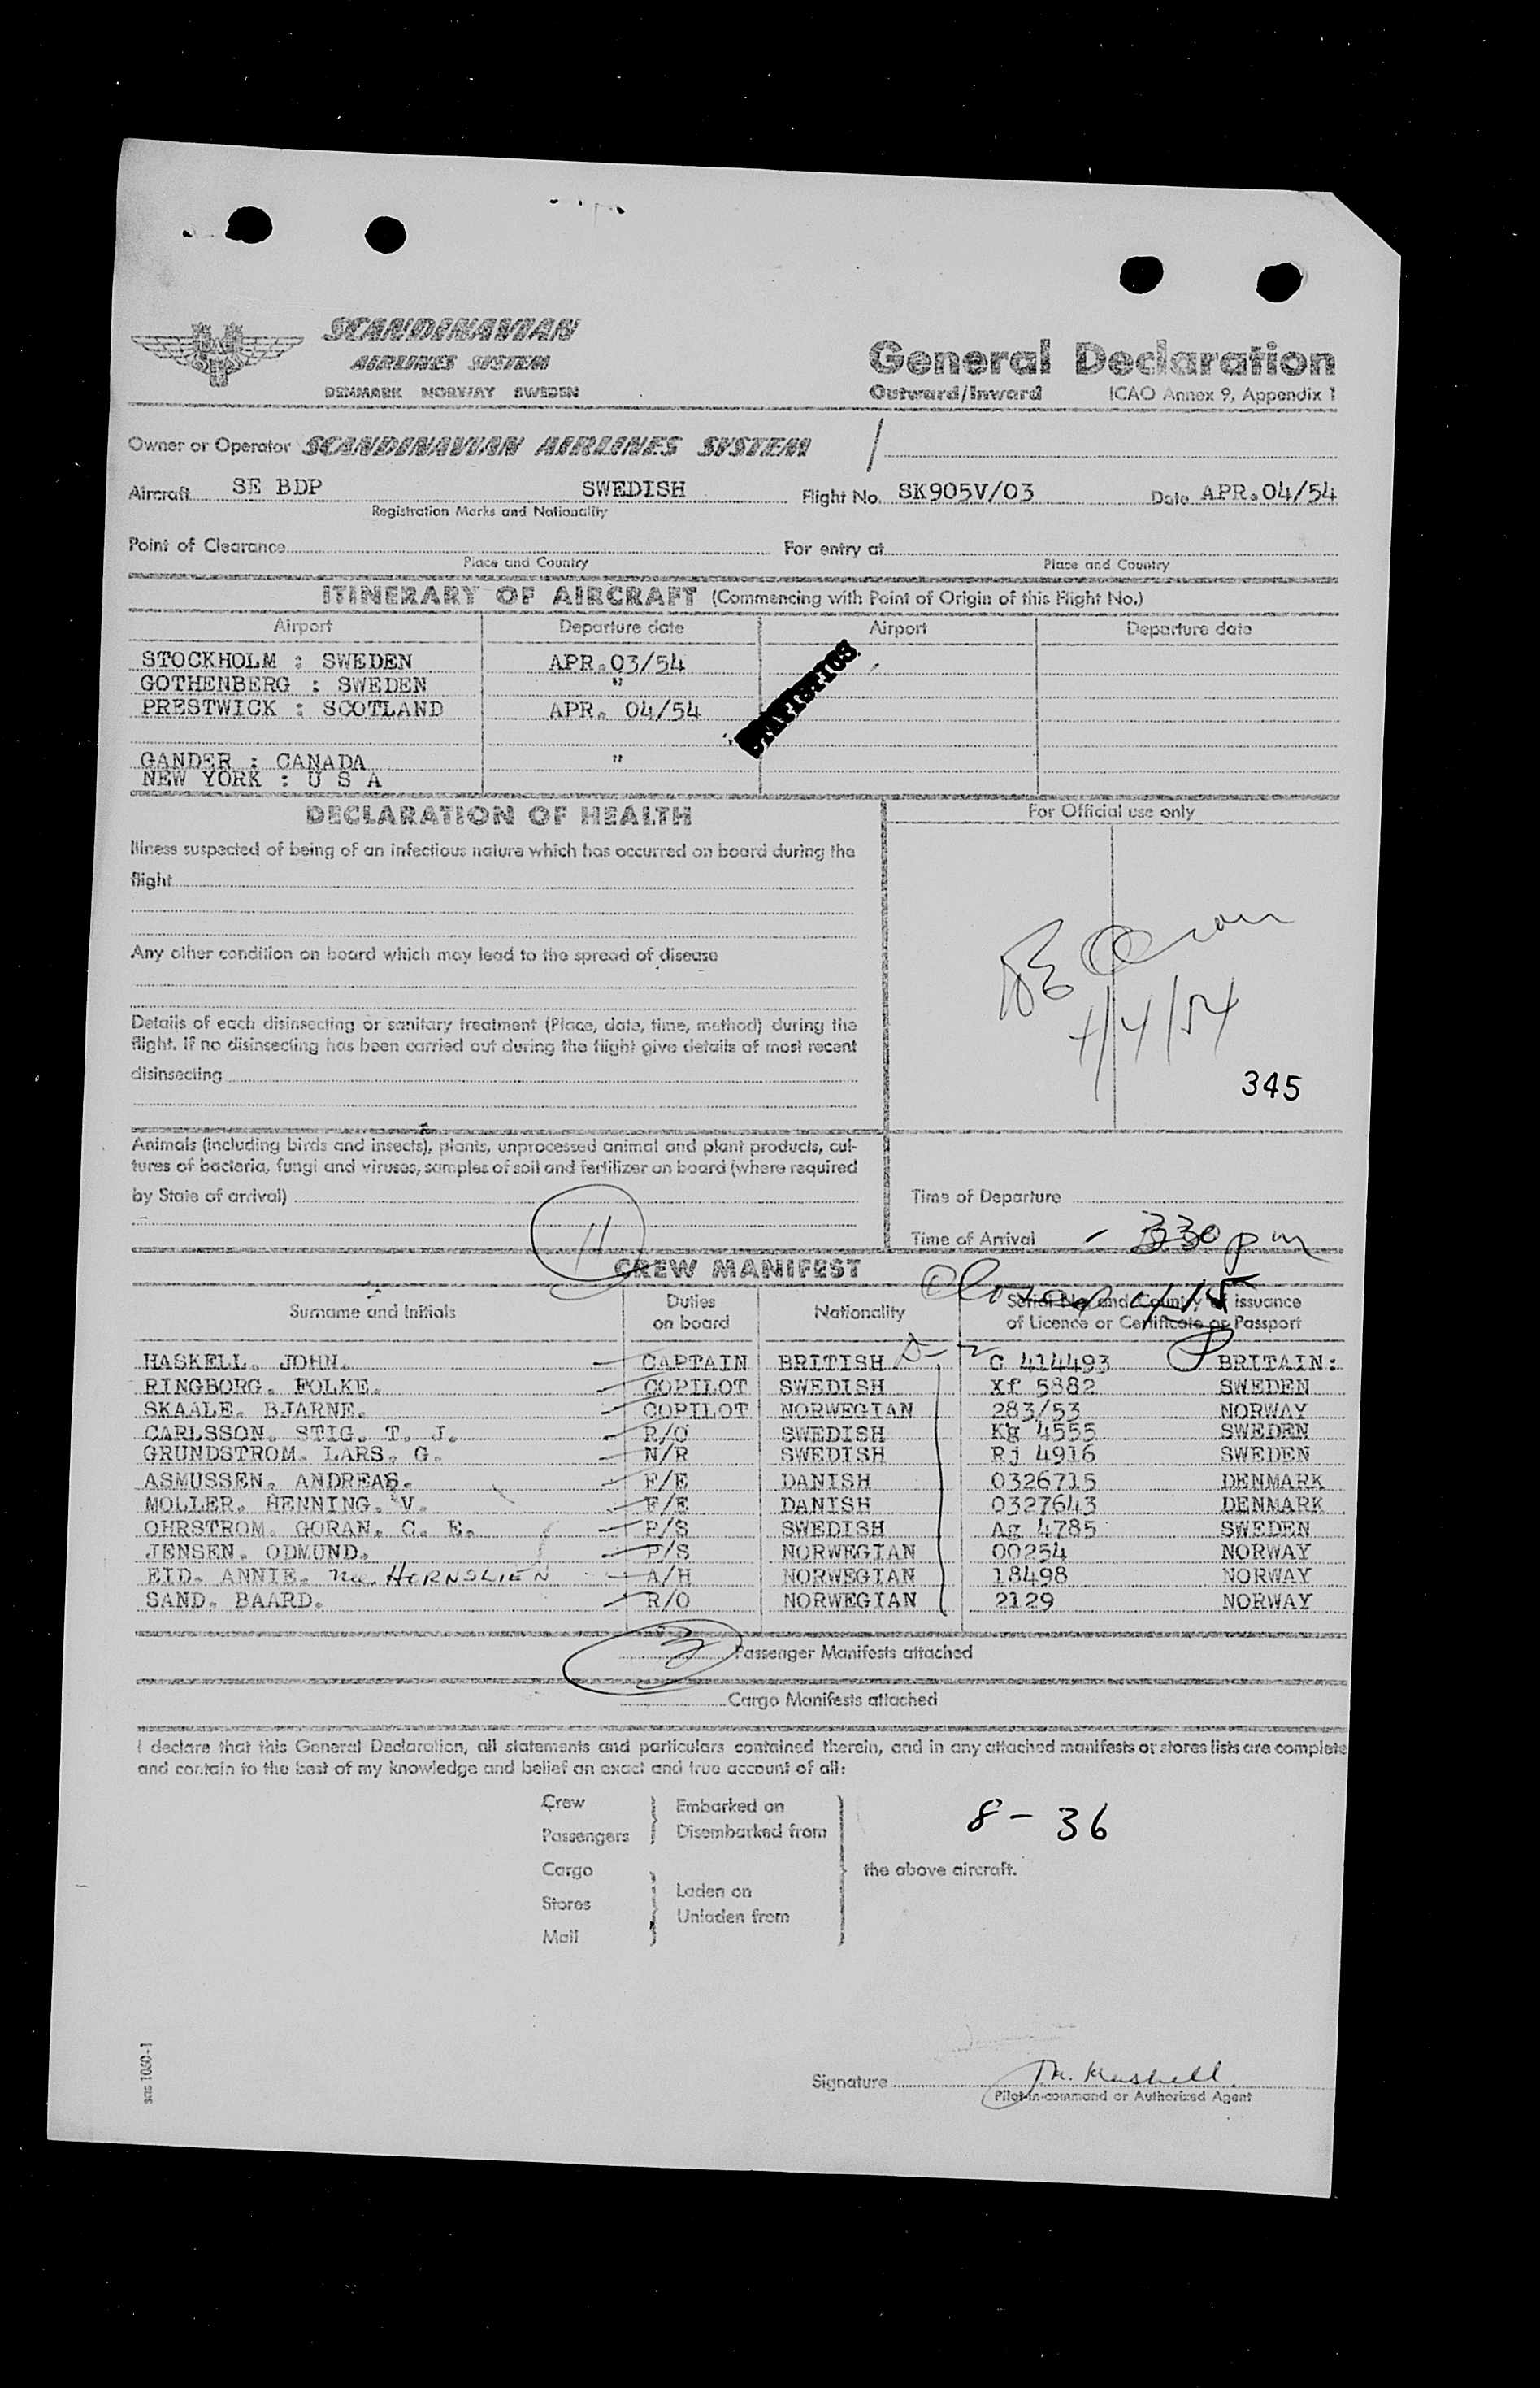 SCANDINAVIAN
AIRLINES SYSTEM
DENMARK NORWAY SWEDEN
General Declaration
Outward/Inward ICAO Annex 9, Appendix 1
Owner or Operator SCANDINAVIAN AIRLINES SYSTEM
Aircraft SE BDP SWEDISH Flight No. SK905V/03 Date APR.04/54
Registration Marks and Nationality
Point of Clearance For entry at
Place and Country Place and Country
ITINERARY OF AIRCRAFT (Commencing with Point of Origin of this Flight No.)
Airport Departure date Airport Departure date
STOCKHOLM : SWEDEN APR.03/54
GOTHENBERG : SWEDEN "
PRESTWICK : SCOTLAND APR. 04/54
STATISTICS
GANDER : CANADA "
NEW YORK : U S A
DECLARATION OF HEALTH
For Official use only
Illness suspected of being of an infectious nature which has occurred on board during the
flight
Any other condition on board which may lead to the spread of disease
Details of each disinsecting or sanitary treatment (Place, date, time, method) during the
flight. If no disinsecting has been carried out during the flight give details of most recent
disinsecting
4/4/54
345
Animals (including birds and insects), plants, unprocessed animal and plant products, cul-
tures of bacteria, fungi and viruses, samples of soil and fertilizer on board (where required
by State of arrival)
Time of Departure
Time of Arrival - 330 pm
11
CREW MANIFEST
Surname and Initials Duties on board Nationality Serial No. and Country of issuance of Licence or Certificate or Passport
HASKELL. JOHN. CAPTAIN BRITISH C 414493 BRITAIN:
RINGBORG. FOLKE. COPILOT SWEDISH Xf 5882 SWEDEN
SKAALE. BJARNE. COPILOT NORWEGIAN 283/53 NORWAY
CARLSSON. STIG. T. J. R/O SWEDISH Kg 4555 SWEDEN
GRUNDSTROM. LARS. G. N/R SWEDISH Rj 4916 SWEDEN
ASMUSSEN. ANDREAS. F/E DANISH 0326715 DENMARK
MOLLER. HENNING. V. F/E DANISH 0327643 DENMARK
OHRSTROM. GORAN. C. E. P/S SWEDISH Ag 4785 SWEDEN
JENSEN. ODMUND. P/S NORWEGIAN 00254 NORWAY
EID. ANNIE. née HORNSLIEN A/H NORWEGIAN 18498 NORWAY
SAND. BAARD. R/O NORWEGIAN 2129 NORWAY
3 Passenger Manifests attached
Cargo Manifests attached
I declare that this General Declaration, all statements and particulars contained therein, and in any attached manifests or stores lists are complete
and contain to the best of my knowledge and belief an exact and true account of all:
Crew Embarked on
Passengers Disembarked from
8 - 36
Cargo the above aircraft.
Stores Laden on
Unladen from
Mail
sas 1060-1
Signature
Pilot-in-command or Authorized Agent